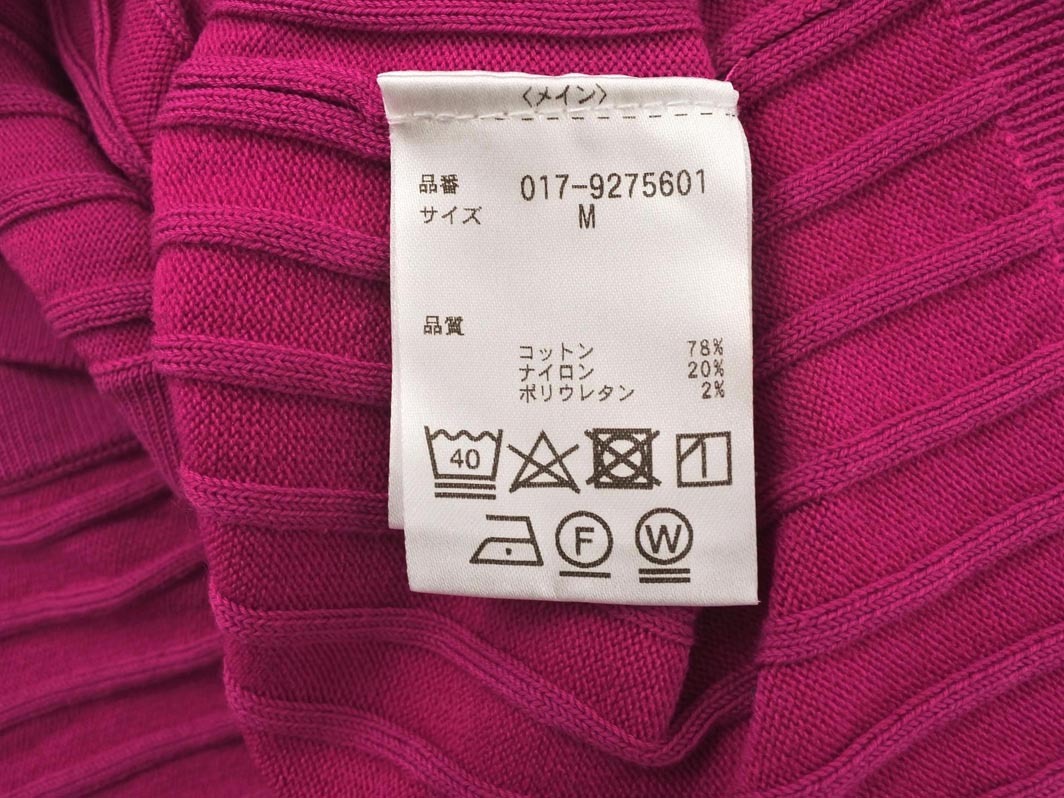 〈メイン〉
品番 017-9275601
サイズ M
品質
コットン 78%
ナイロン 20%
ポリウレタン 2%
40
F W